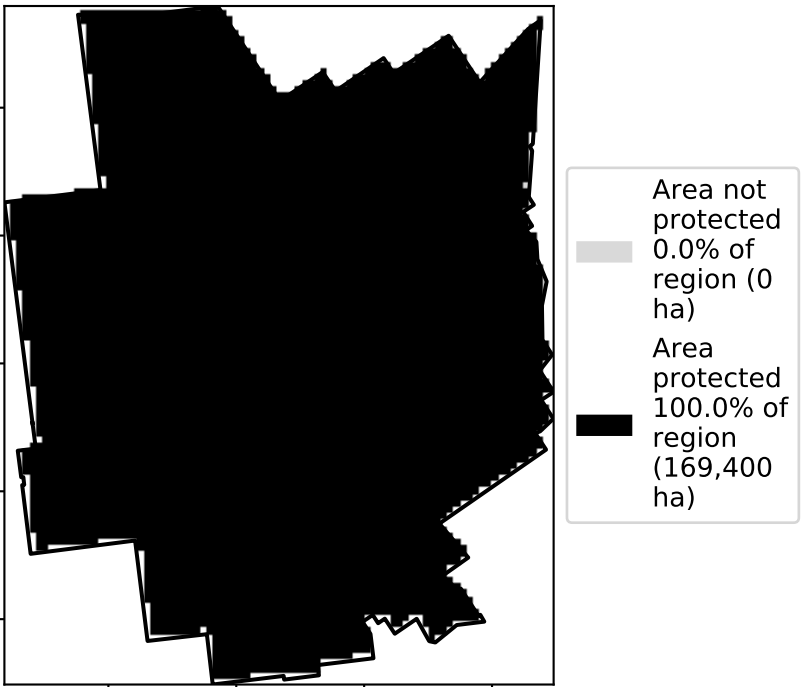 Area not
protected
0.0% of
region (0
ha)
Area
protected
100.0% of
region
(169,400
ha)